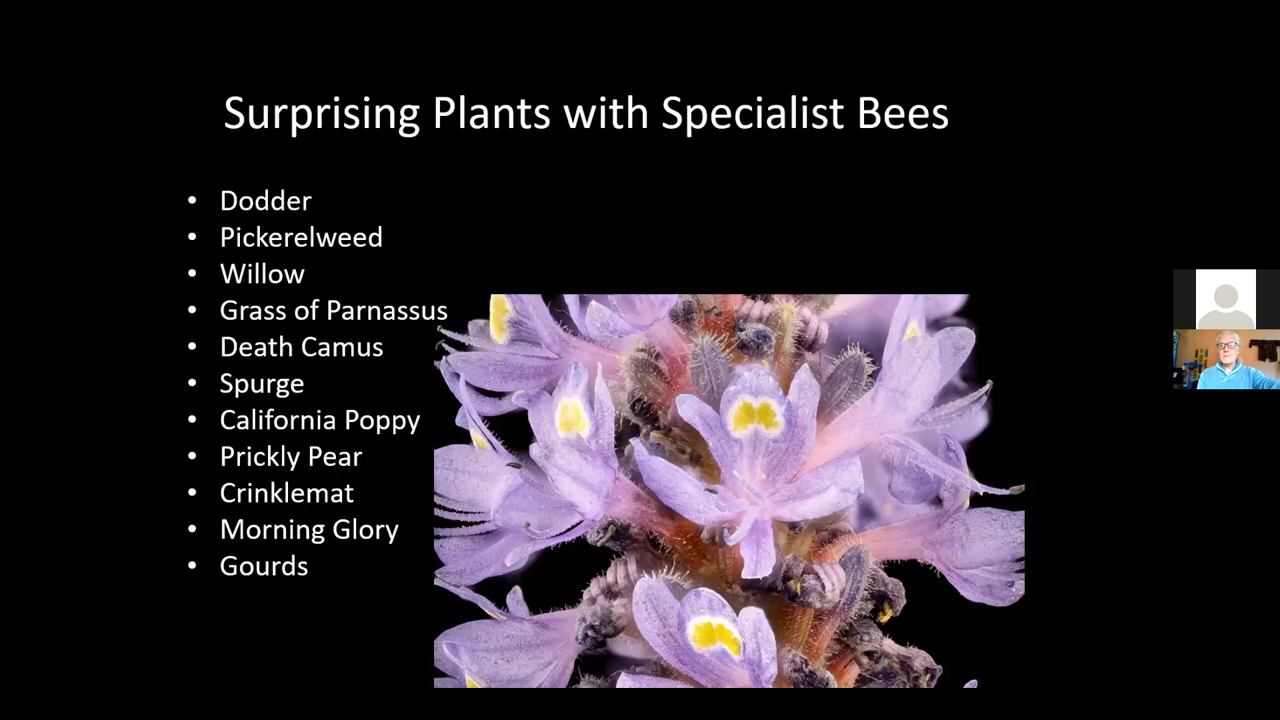 Surprising Plants with Specialist Bees
• Dodder
• Pickerelweed
• Willow
• Grass of Parnassus
• Death Camus
• Spurge
• California Poppy
• Prickly Pear
• Crinklemat
• Morning Glory
• Gourds